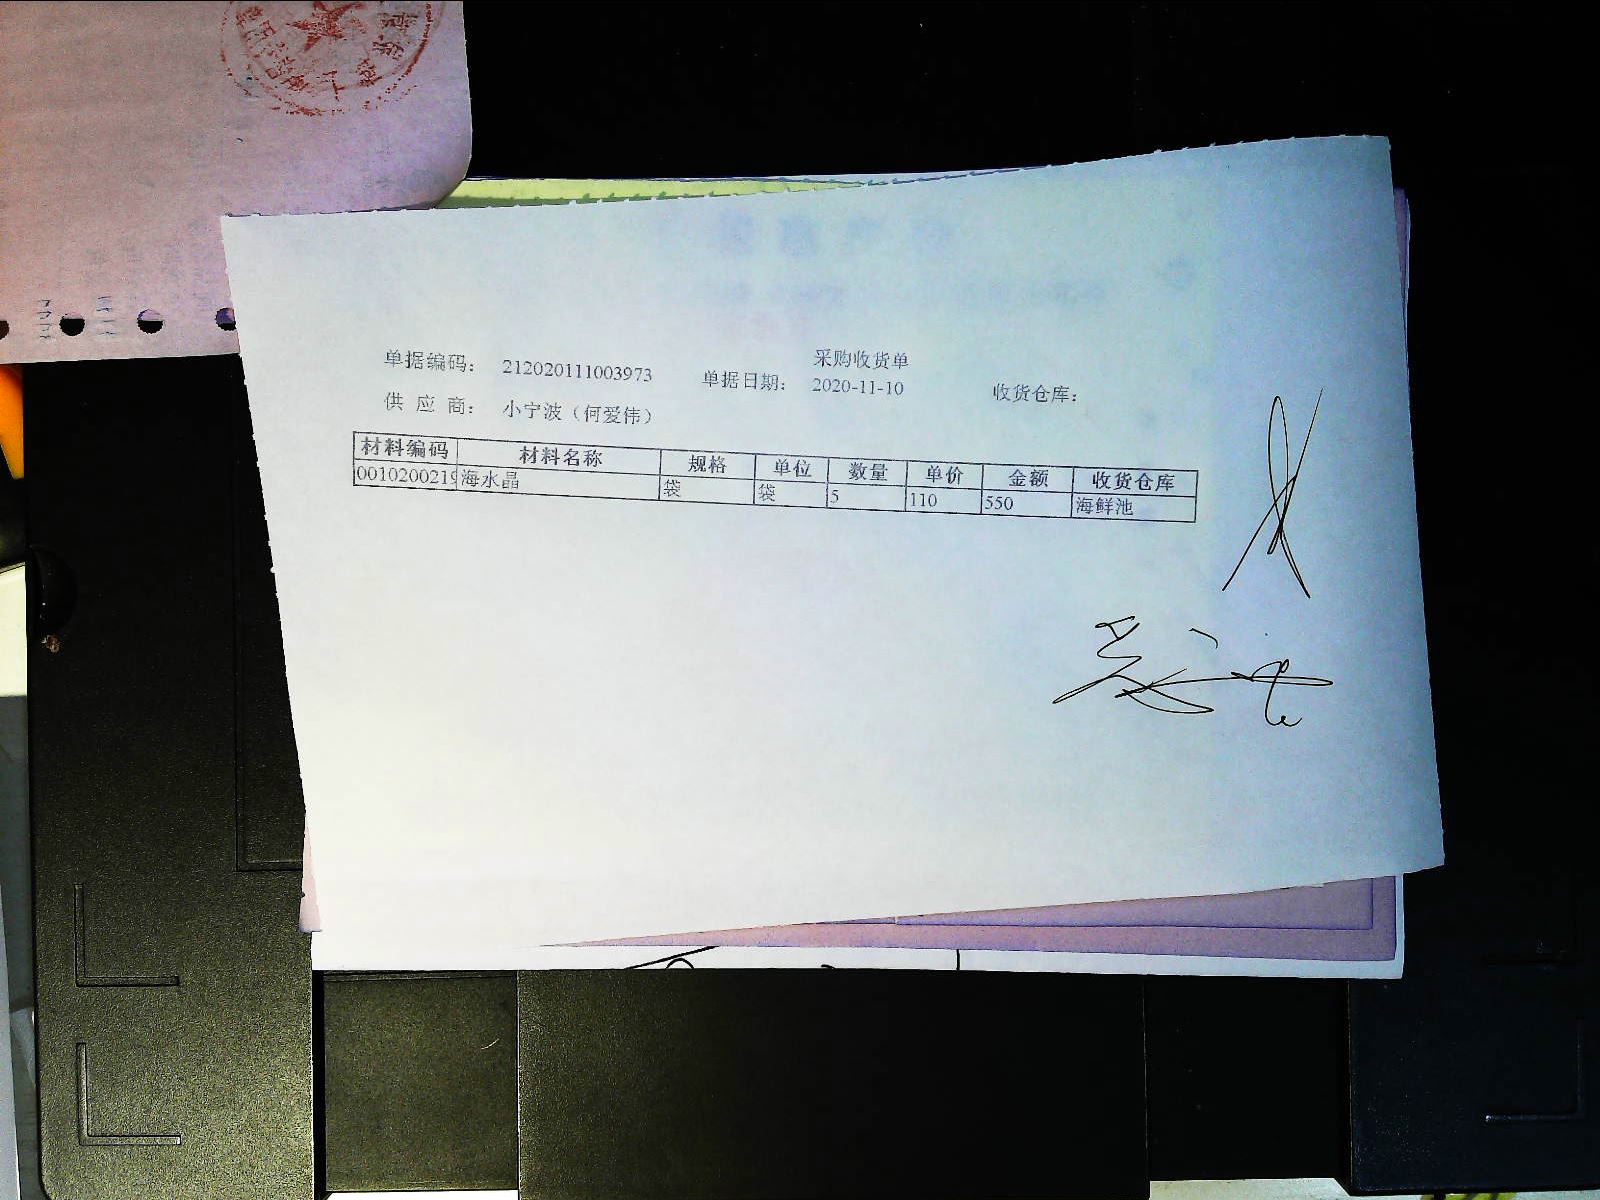 采购收货单
单据编码： 212020111003973 单据日期： 2020-11-10 收货仓库：
供 应 商： 小宁波（何爱伟）
材料编码 材料名称 规格 单位 数量 单价 金额 收货仓库
0010200219 海水晶 袋 袋 5 110 550 海鲜池